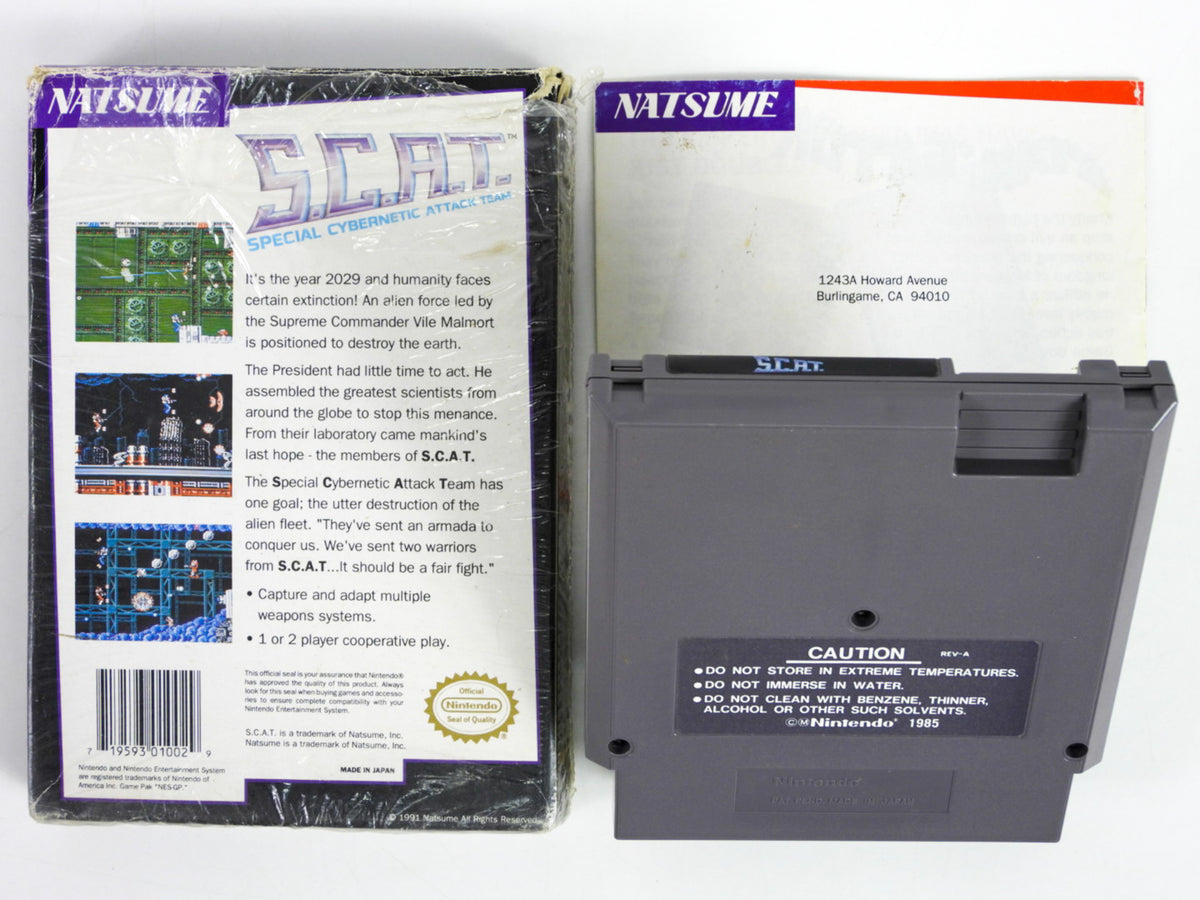 NATSUME
S.C.A.T.™
SPECIAL CYBERNETIC ATTACK TEAM
It's the year 2029 and humanity faces
certain extinction! An alien force led by
the Supreme Commander Vile Malmort
is positioned to destroy the earth.
The President had little time to act. He
assembled the greatest scientists from
around the globe to stop this menance.
From their laboratory came mankind's
last hope - the members of S.C.A.T.
The Special Cybernetic Attack Team has
one goal; the utter destruction of the
alien fleet. "They've sent an armada to
conquer us. We've sent two warriors
from S.C.A.T...It should be a fair fight."
• Capture and adapt multiple
weapons systems.
• 1 or 2 player cooperative play.
This official seal is your assurance that Nintendo®
has approved the quality of this product. Always
look for this seal when buying games and accesso-
ries to ensure complete compatibility with your
Nintendo Entertainment System.
S.C.A.T. is a trademark of Natsume, Inc.
Natsume is a trademark of Natsume, Inc.
Official
Nintendo
Seal of Quality
®
7 19593 01002 9
Nintendo and Nintendo Entertainment System
are registered trademarks of Nintendo of
America Inc. Game Pak "NES-GP."
MADE IN JAPAN
© 1991 Natsume All Rights Reserved
NATSUME
1243A Howard Avenue
Burlingame, CA 94010
S.C.A.T.
CAUTION REV-A
●DO NOT STORE IN EXTREME TEMPERATURES.
●DO NOT IMMERSE IN WATER.
●DO NOT CLEAN WITH BENZENE, THINNER,
ALCOHOL OR OTHER SUCH SOLVENTS.
©MNintendo® 1985
Nintendo®
PAT. PEND. MADE IN JAPAN